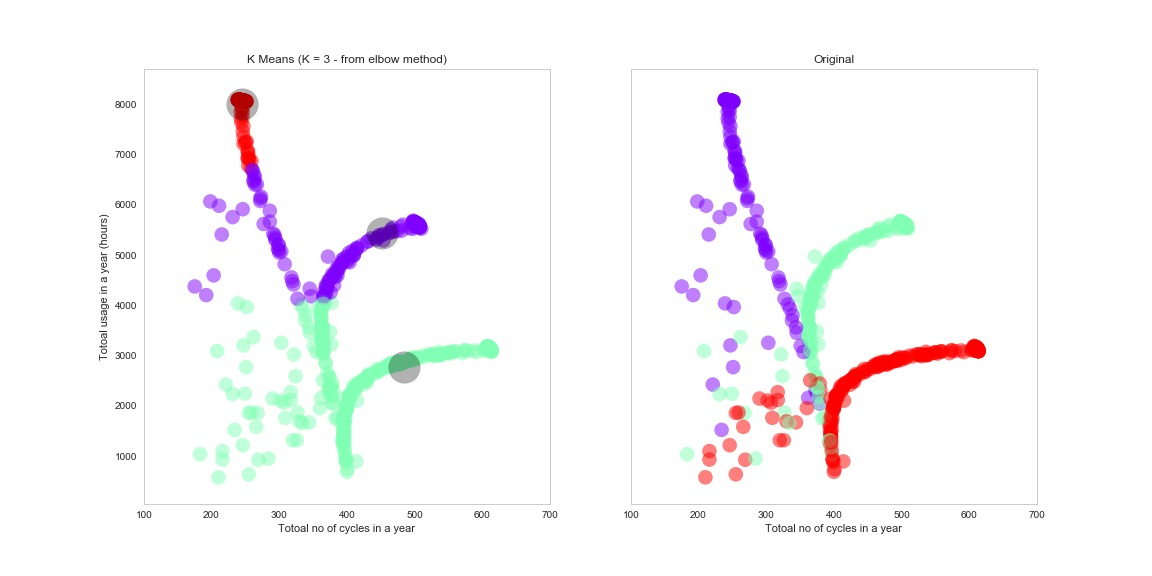 K Means (K = 3 - from elbow method)
Totoal usage in a year (hours)
8000
7000
6000
5000
4000
3000
2000
1000
100 200 300 400 500 600 700
Totoal no of cycles in a year
Original
100 200 300 400 500 600 700
Totoal no of cycles in a year